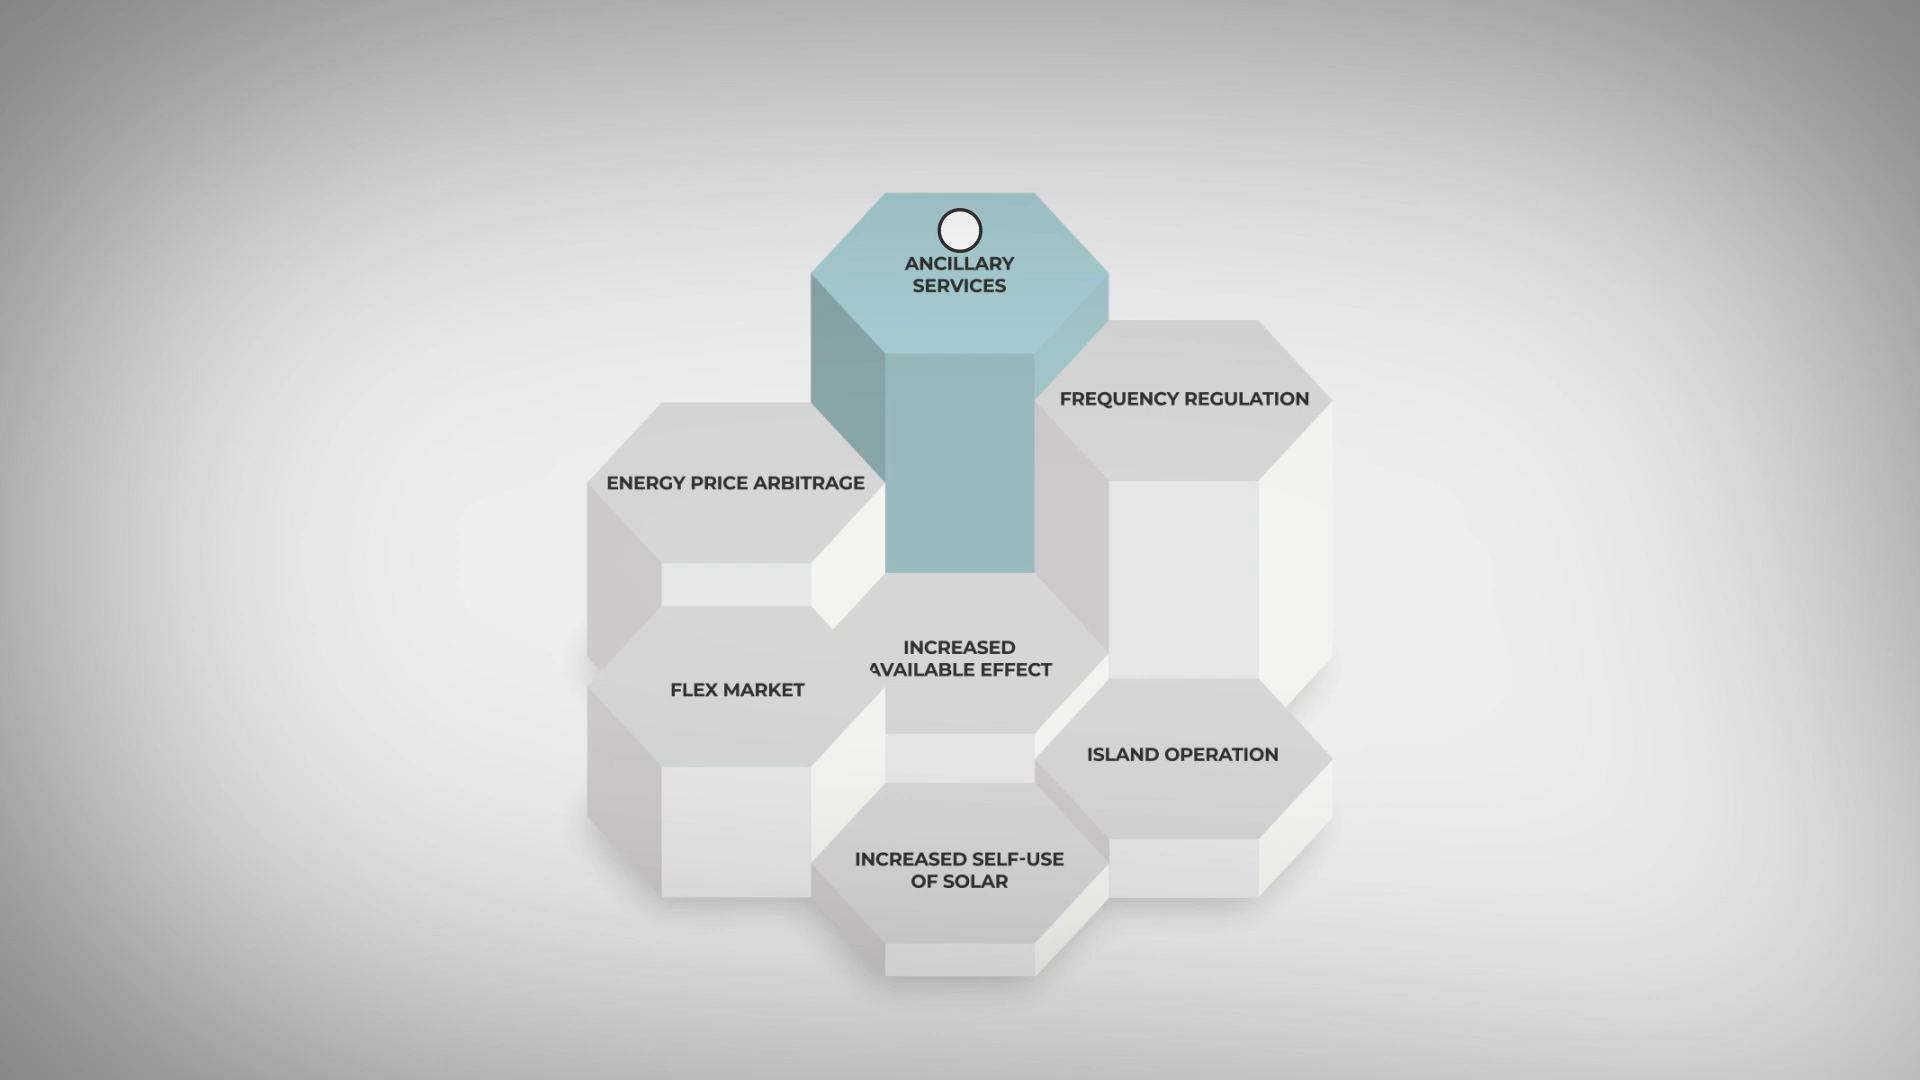 ANCILLARY
SERVICES
FREQUENCY REGULATION
ENERGY PRICE ARBITRAGE
INCREASED
AVAILABLE EFFECT
FLEX MARKET
ISLAND OPERATION
INCREASED SELF-USE
OF SOLAR